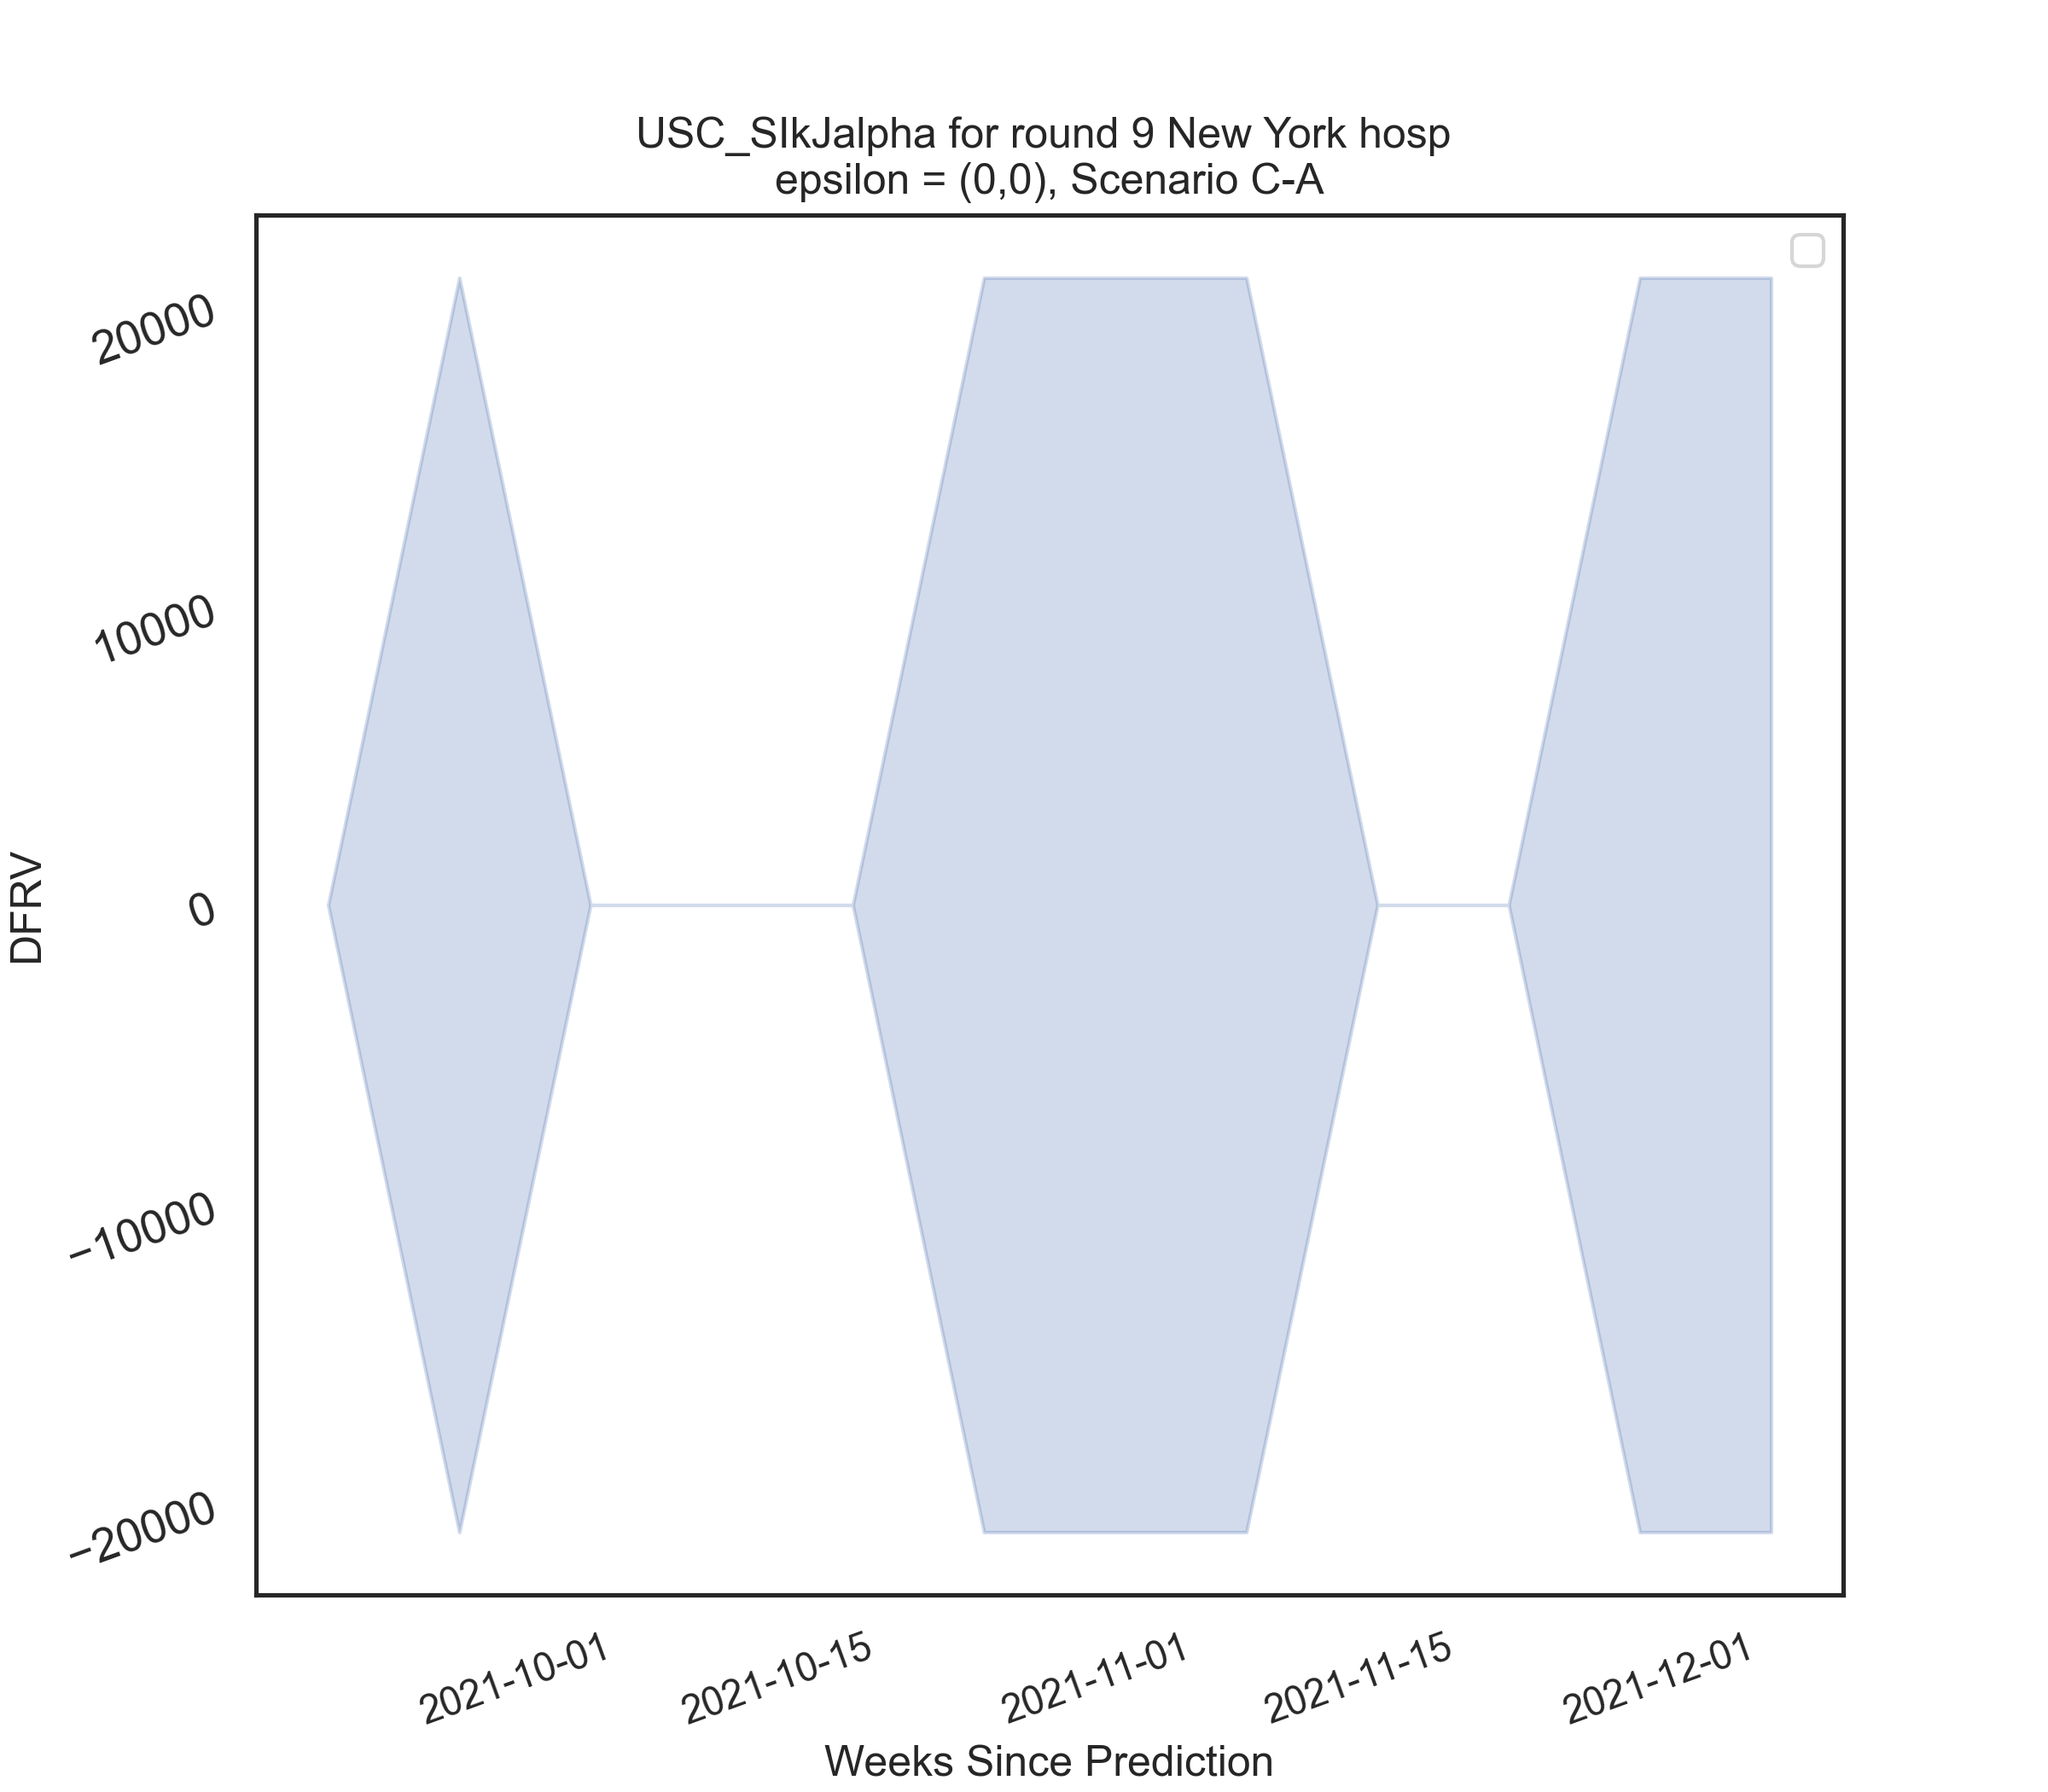 USC_SIkJalpha for round 9 New York hosp
epsilon = (0,0), Scenario C-A
20000
10000
0
−10000
−20000
DFRV
2021-10-01
2021-10-15
2021-11-01
2021-11-15
2021-12-01
Weeks Since Prediction